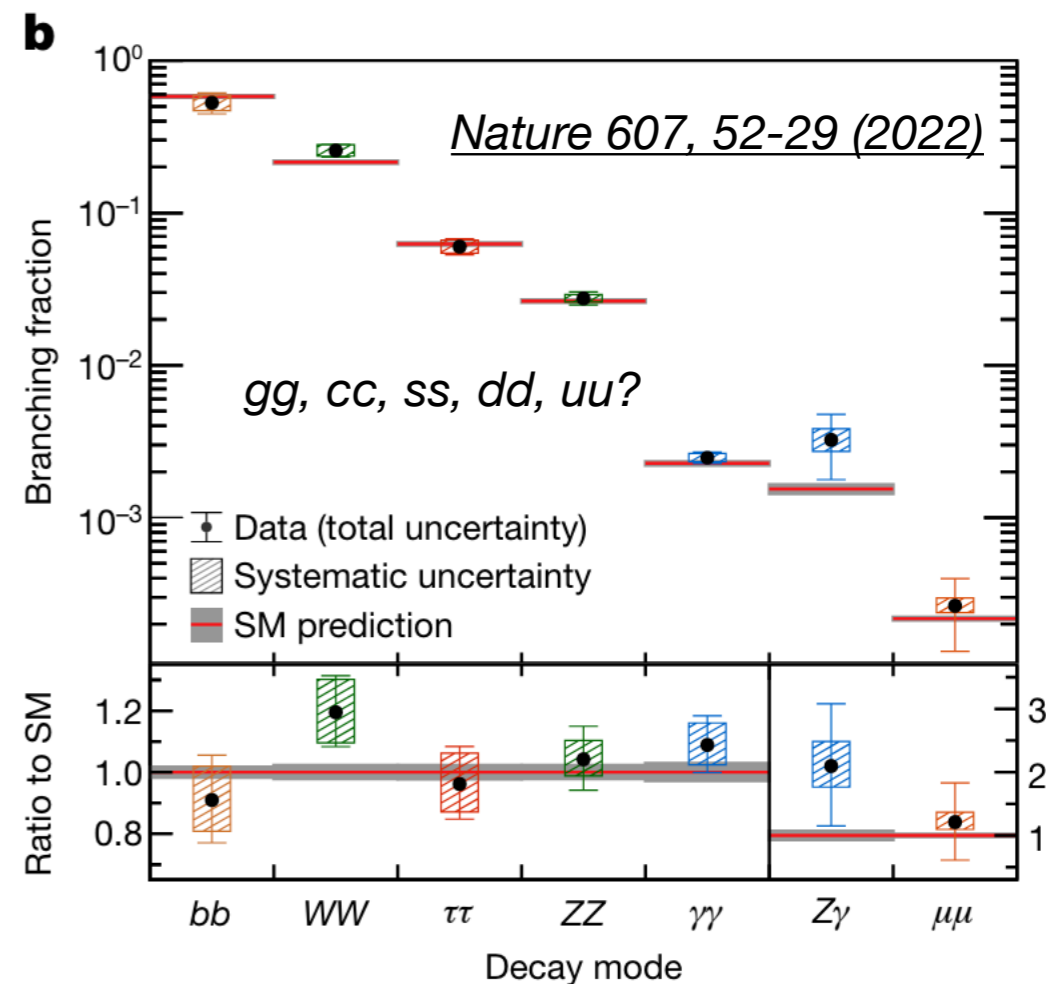 b
10⁰
Nature 607, 52-29 (2022)
10⁻¹
10⁻²
gg, cc, ss, dd, uu?
10⁻³
Branching fraction
Data (total uncertainty)
Systematic uncertainty
SM prediction
Ratio to SM
1.2
1.0
0.8
3
2
1
bb WW ττ ZZ γγ Zγ μμ
Decay mode